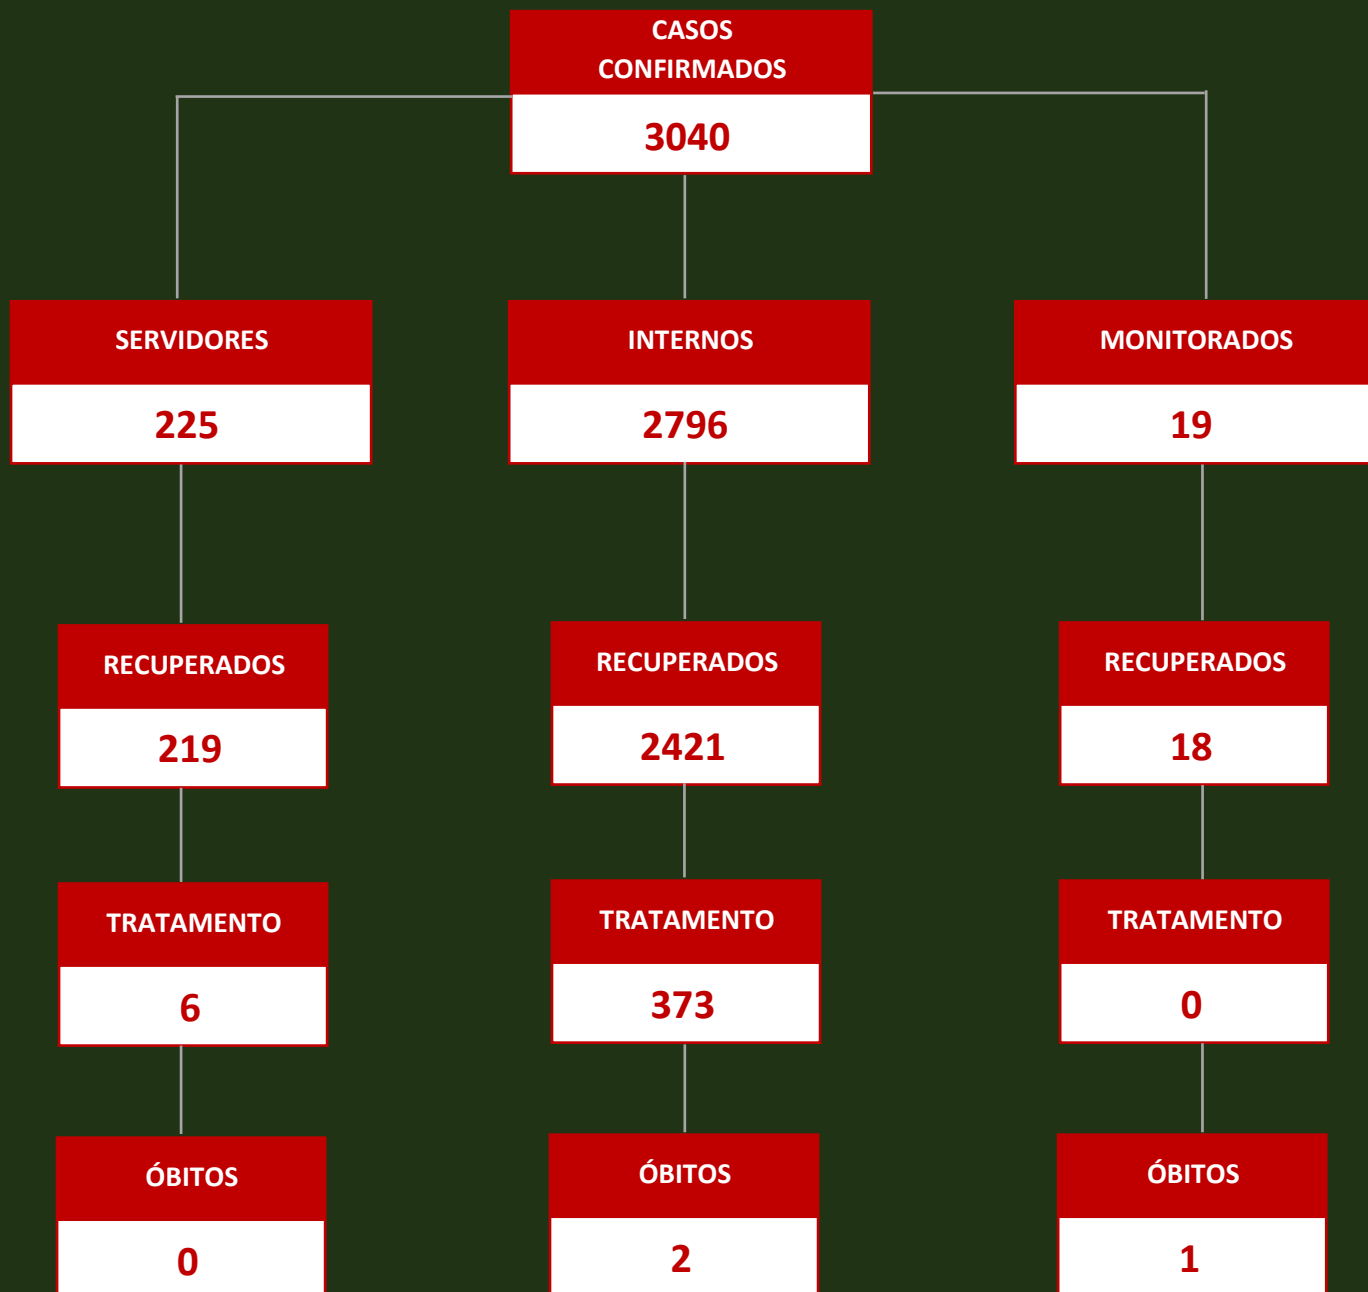 CASOS
CONFIRMADOS
3040
SERVIDORES
225
INTERNOS
2796
MONITORADOS
19
RECUPERADOS
219
RECUPERADOS
2421
RECUPERADOS
18
TRATAMENTO
6
TRATAMENTO
373
TRATAMENTO
0
ÓBITOS
0
ÓBITOS
2
ÓBITOS
1